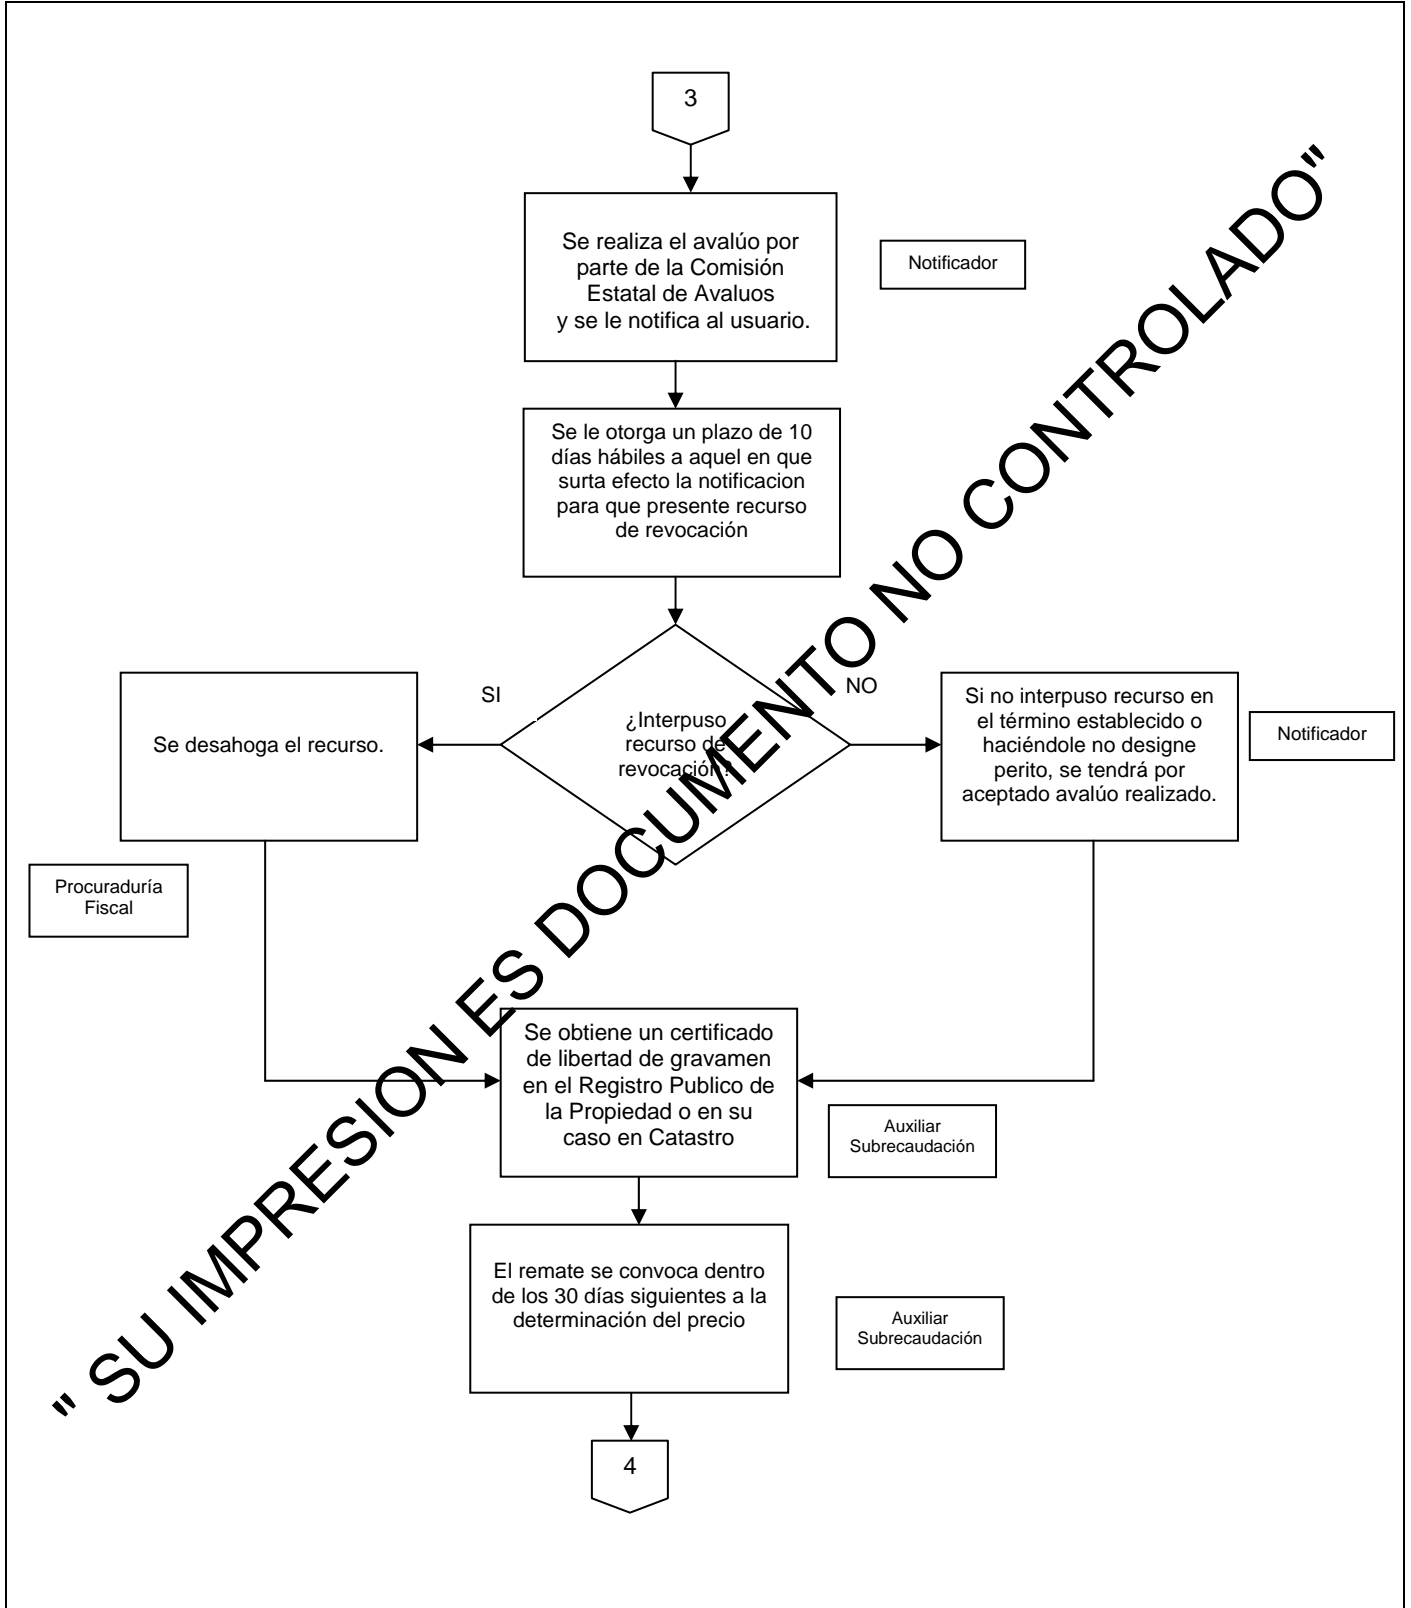 3
Se realiza el avalúo por
parte de la Comisión
Estatal de Avaluos
y se le notifica al usuario.
Notificador
Se le otorga un plazo de 10
días hábiles a aquel en que
surta efecto la notificacion
para que presente recurso
de revocación
SI
¿Interpuso
recurso de
revocación?
NO
Se desahoga el recurso.
Si no interpuso recurso en
el término establecido o
haciéndole no designe
perito, se tendrá por
aceptado avalúo realizado.
Notificador
Procuraduría
Fiscal
Se obtiene un certificado
de libertad de gravamen
en el Registro Publico de
la Propiedad o en su
caso en Catastro
Auxiliar
Subrecaudación
El remate se convoca dentro
de los 30 días siguientes a la
determinación del precio
Auxiliar
Subrecaudación
4
" SU IMPRESION ES DOCUMENTO NO CONTROLADO"